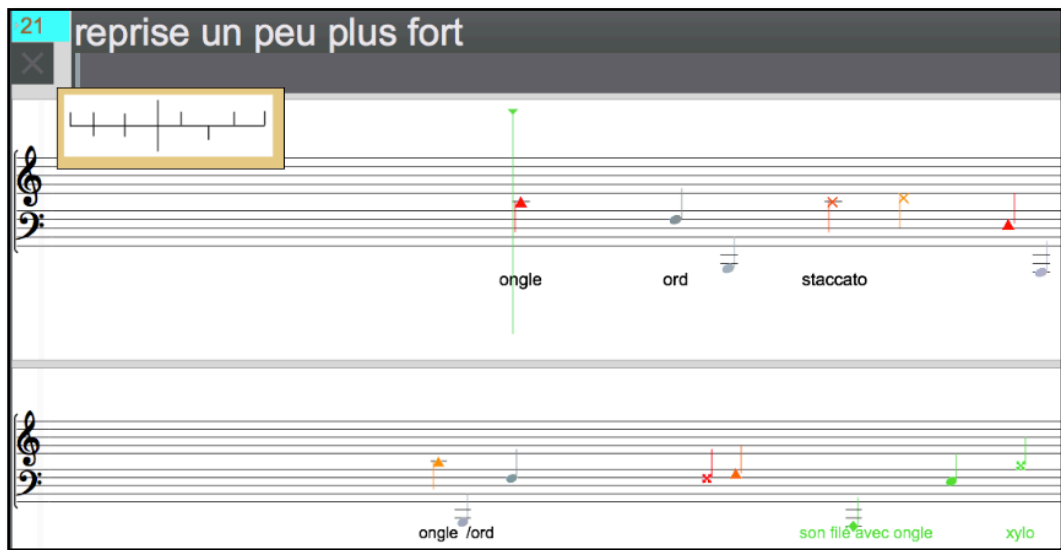 21 reprise un peu plus fort
ongle ord staccato
ongle /ord son filé avec ongle xylo